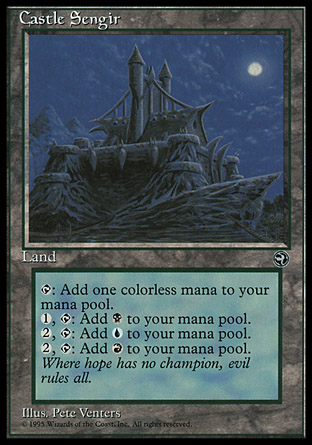 Castle Sengir
Land
: Add one colorless mana to your
mana pool.
1, : Add to your mana pool.
2, : Add to your mana pool.
2, : Add to your mana pool.
Where hope has no champion, evil
rules all.
Illus. Pete Venters
© 1995 Wizards of the Coast, Inc. All rights reserved.